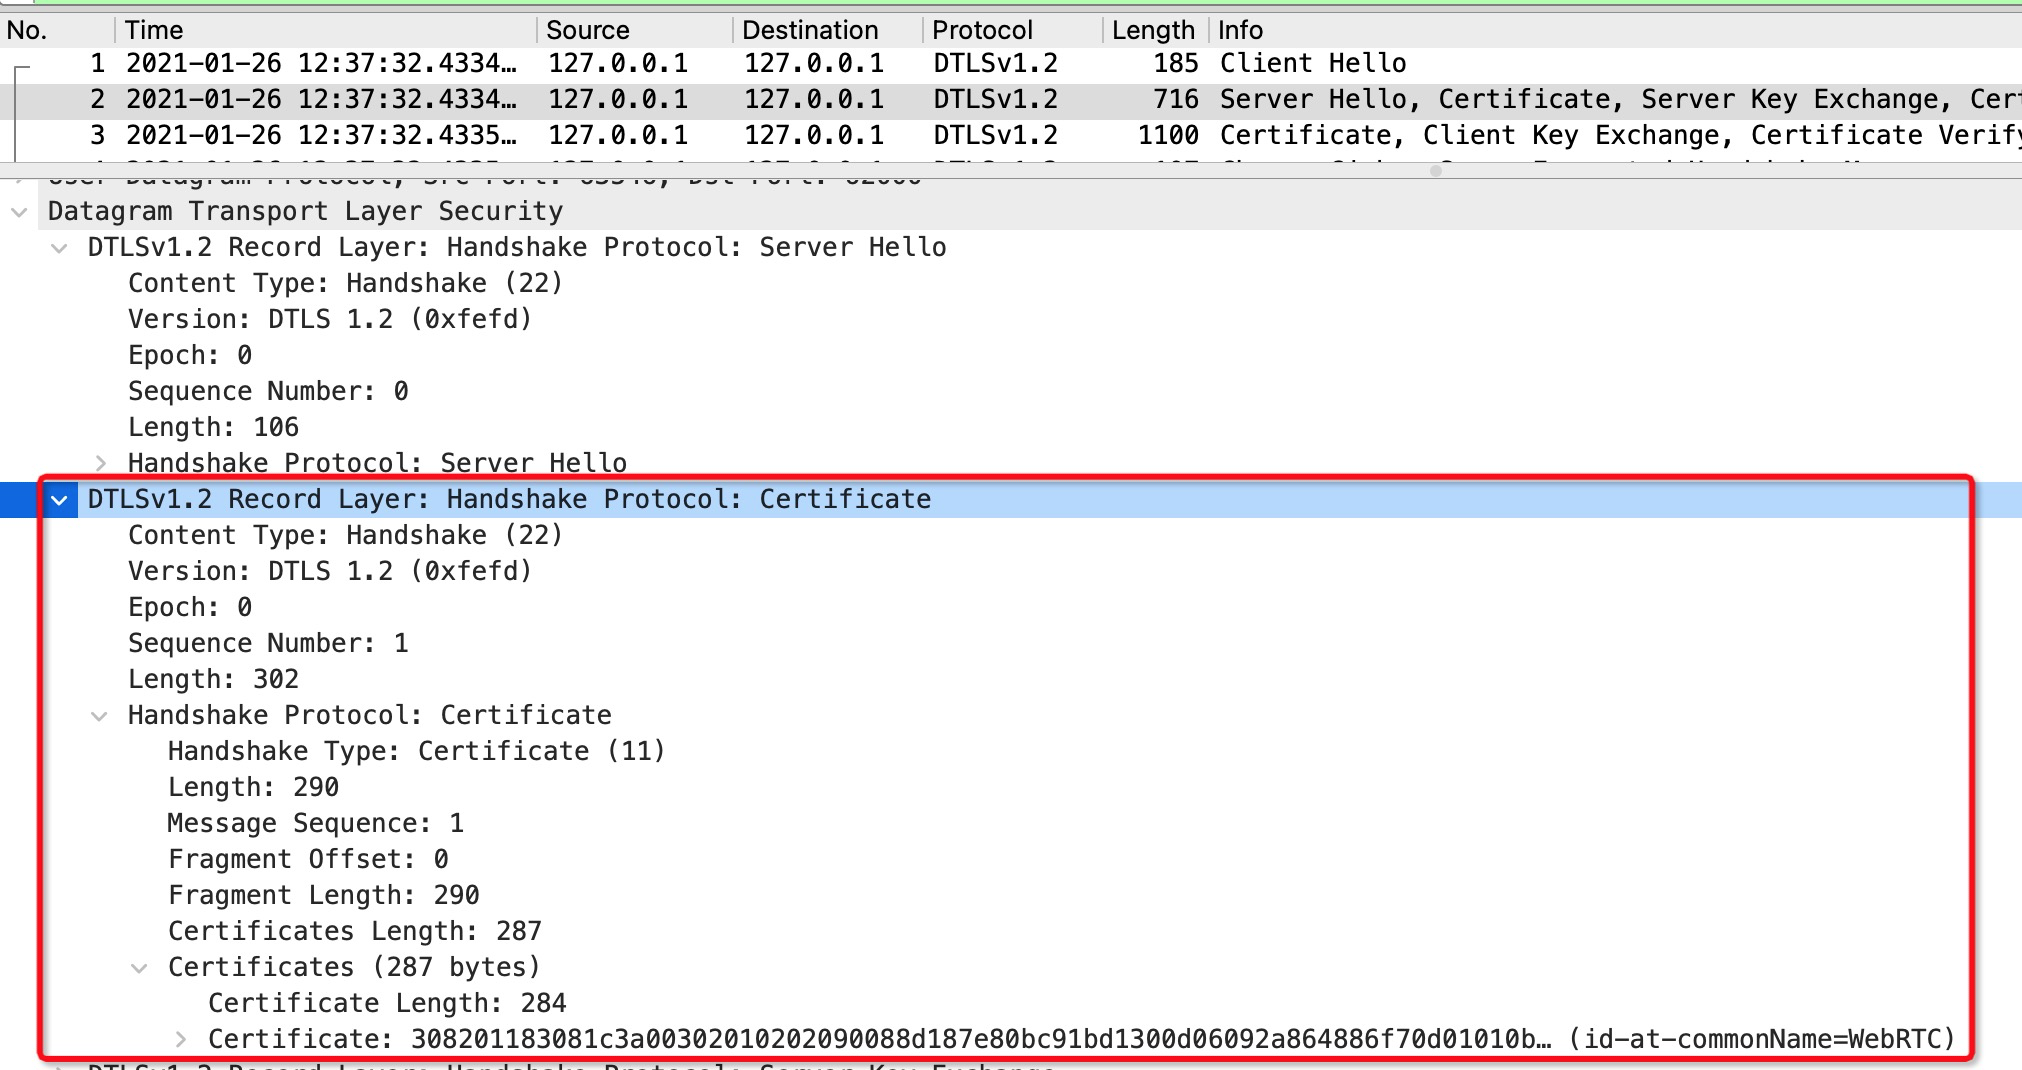 No. Time Source Destination Protocol Length Info
1 2021-01-26 12:37:32.4334… 127.0.0.1 127.0.0.1 DTLSv1.2 185 Client Hello
2 2021-01-26 12:37:32.4334… 127.0.0.1 127.0.0.1 DTLSv1.2 716 Server Hello, Certificate, Server Key Exchange, Cert
3 2021-01-26 12:37:32.4335… 127.0.0.1 127.0.0.1 DTLSv1.2 1100 Certificate, Client Key Exchange, Certificate Verify
Datagram Transport Layer Security
DTLSv1.2 Record Layer: Handshake Protocol: Server Hello
Content Type: Handshake (22)
Version: DTLS 1.2 (0xfefd)
Epoch: 0
Sequence Number: 0
Length: 106
Handshake Protocol: Server Hello
DTLSv1.2 Record Layer: Handshake Protocol: Certificate
Content Type: Handshake (22)
Version: DTLS 1.2 (0xfefd)
Epoch: 0
Sequence Number: 1
Length: 302
Handshake Protocol: Certificate
Handshake Type: Certificate (11)
Length: 290
Message Sequence: 1
Fragment Offset: 0
Fragment Length: 290
Certificates Length: 287
Certificates (287 bytes)
Certificate Length: 284
Certificate: 308201183081c3a00302010202090088d187e80bc91bd1300d06092a864886f70d01010b… (id-at-commonName=WebRTC)
DTLSv1.2 Record Layer: Handshake Protocol: Server Key Exchange